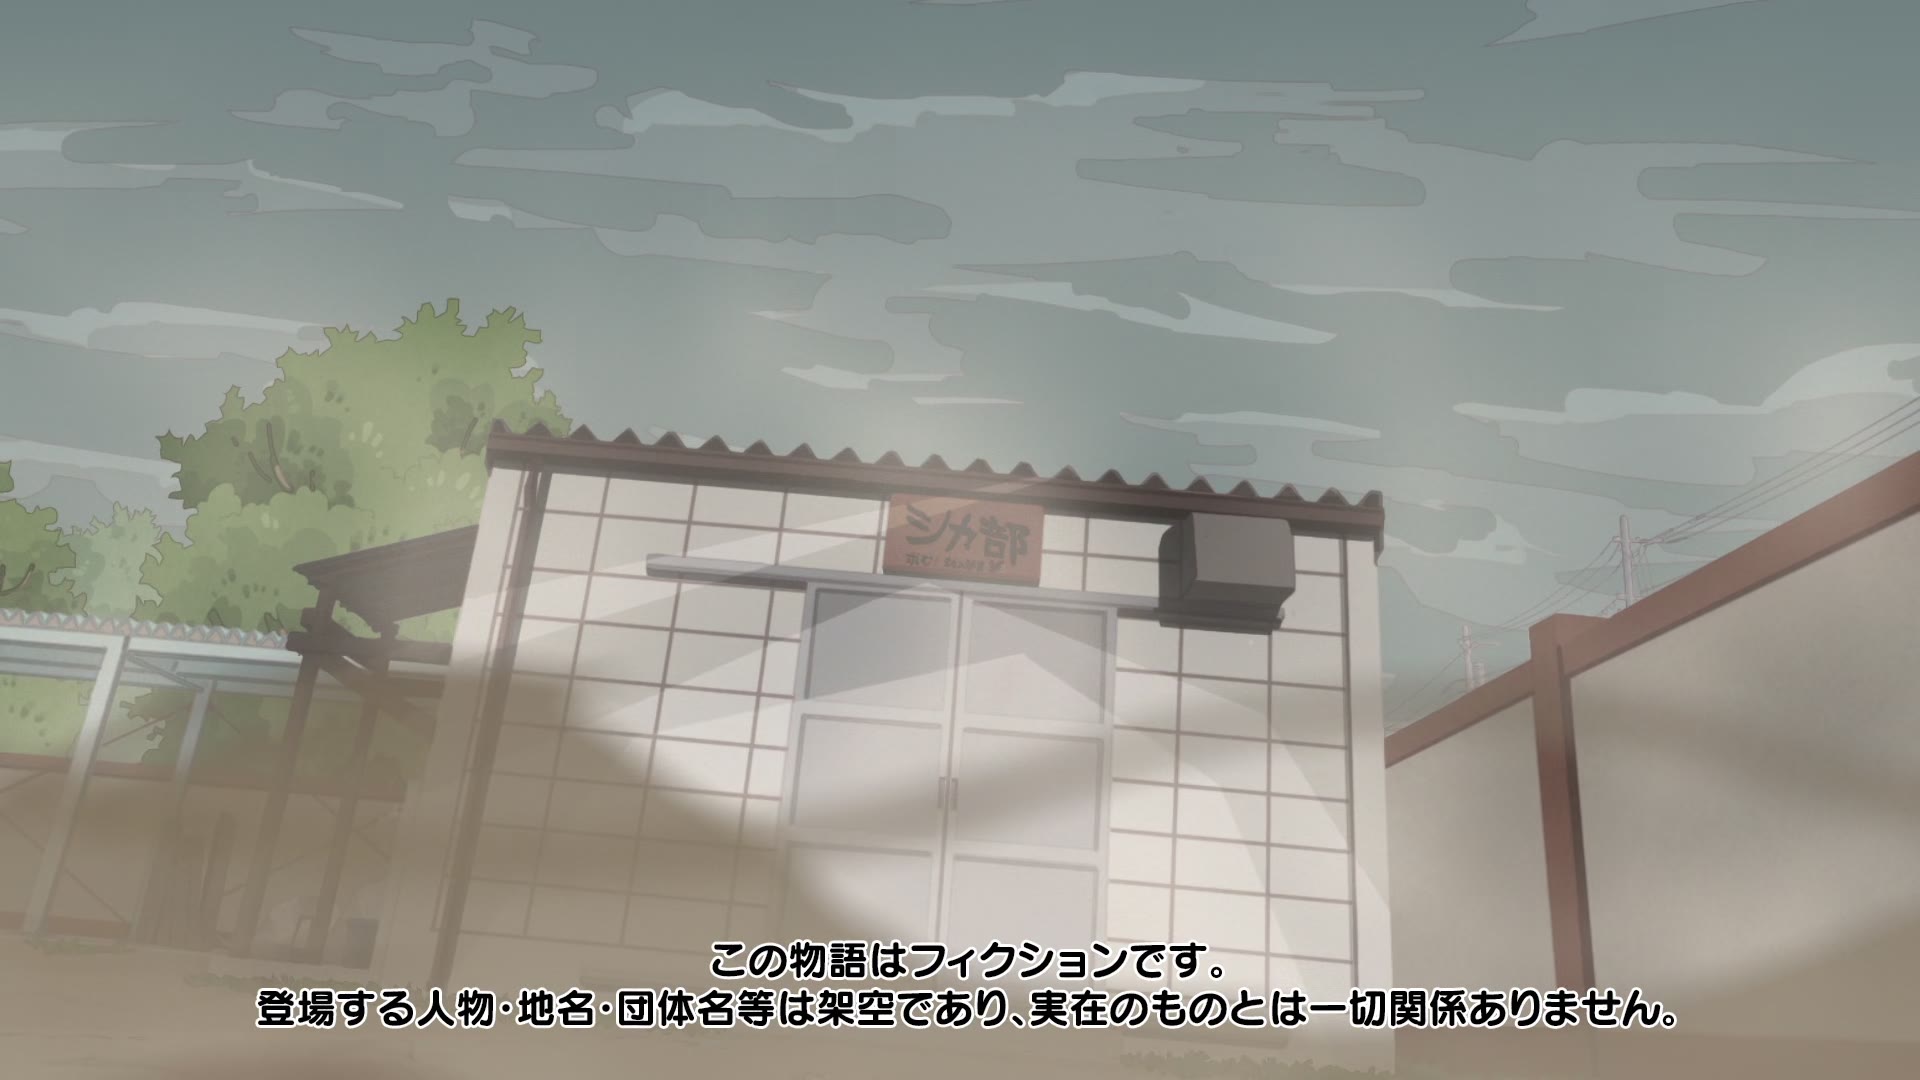 シカ部
この物語はフィクションです。
登場する人物･地名･団体名等は架空であり､実在のものとは一切関係ありません。